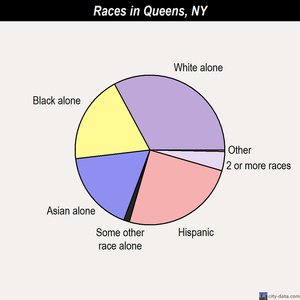 Races in Queens, NY
White alone
Black alone
Other
2 or more races
Asian alone
Some other
race alone
Hispanic
city-data.com